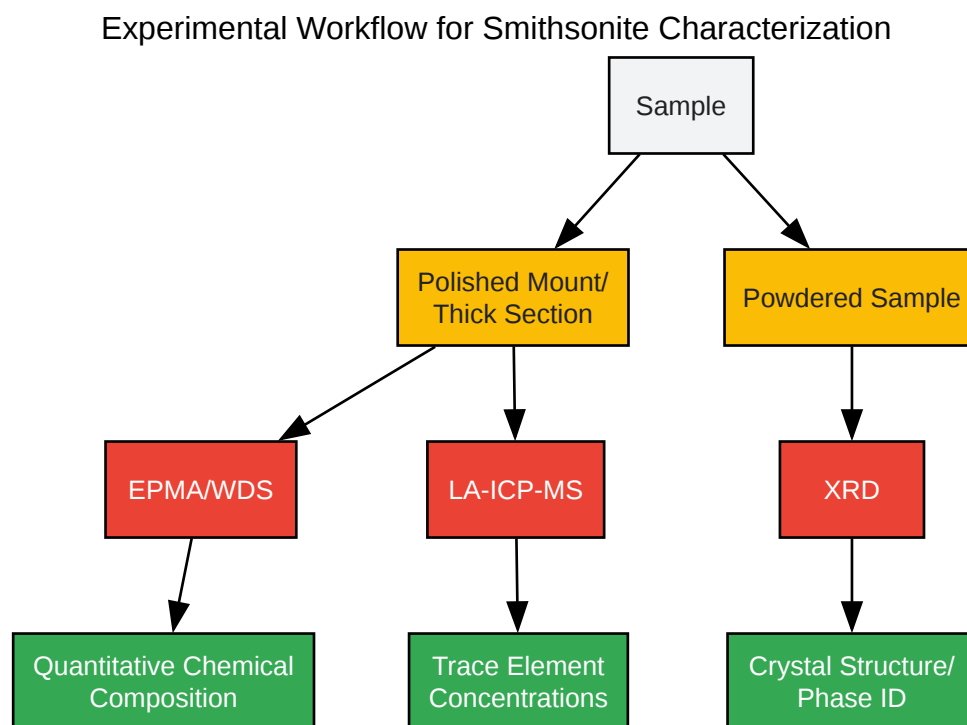 Experimental Workflow for Smithsonite Characterization
Sample
Polished Mount/
Thick Section
Powdered Sample
EPMA/WDS
LA-ICP-MS
XRD
Quantitative Chemical
Composition
Trace Element
Concentrations
Crystal Structure/
Phase ID